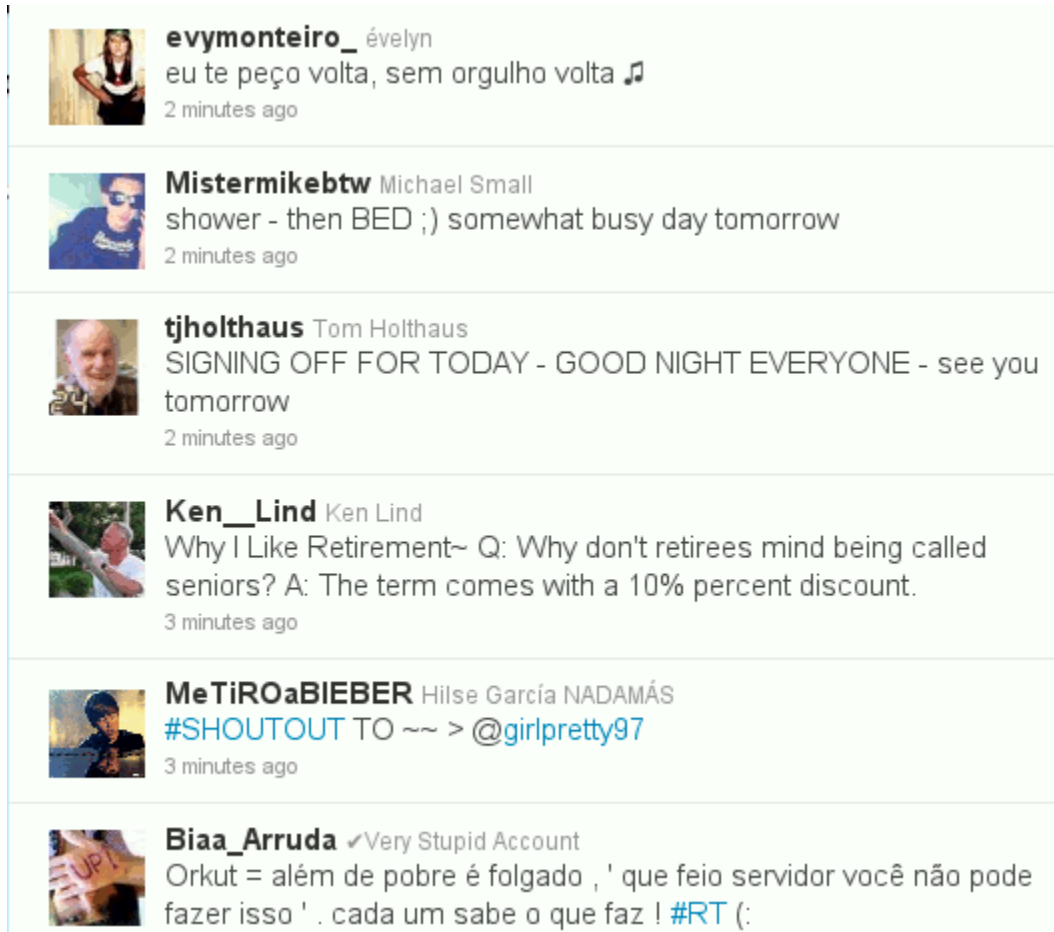 evymonteiro_ évelyn
eu te peço volta, sem orgulho volta ♫
2 minutes ago
Mistermikebtw Michael Small
shower - then BED ;) somewhat busy day tomorrow
2 minutes ago
tjholthaus Tom Holthaus
SIGNING OFF FOR TODAY - GOOD NIGHT EVERYONE - see you
tomorrow
24
2 minutes ago
Ken__Lind Ken Lind
Why I Like Retirement~ Q: Why don't retirees mind being called
seniors? A: The term comes with a 10% percent discount.
3 minutes ago
MeTiROaBIEBER Hilse García NADAMÁS
#SHOUTOUT TO ~~ > @girlpretty97
3 minutes ago
Biaa_Arruda ✔Very Stupid Account
UP!
Orkut = além de pobre é folgado , ' que feio servidor você não pode
fazer isso ' . cada um sabe o que faz ! #RT (: